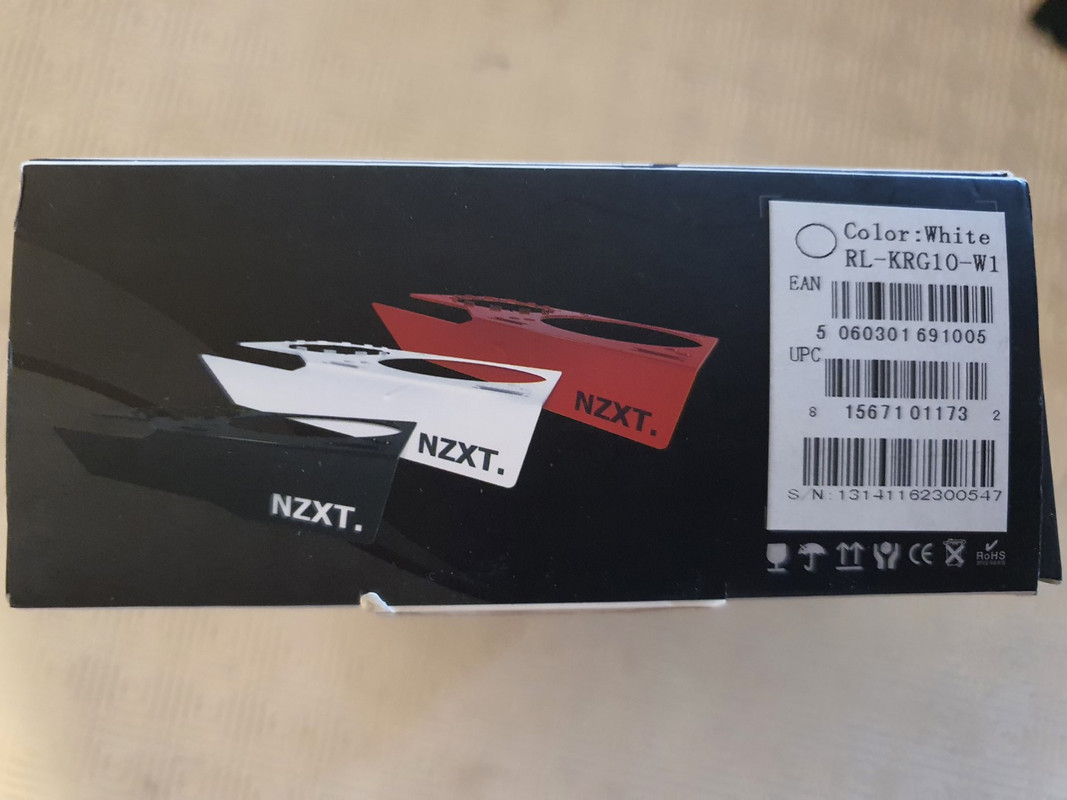 NZXT.
NZXT.
NZXT.
Color:White
RL-KRG10-W1
EAN
5 060301 691005
UPC
8 15671 01173 2
S/N:13141162300547
CE
RoHS